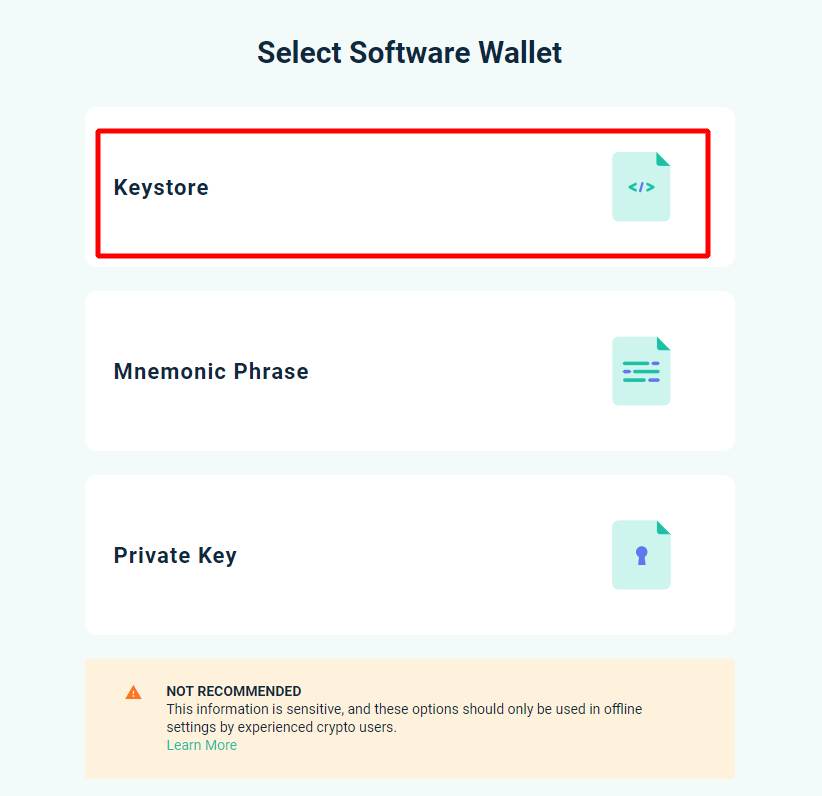 Select Software Wallet
Keystore
</>
Mnemonic Phrase
Private Key
NOT RECOMMENDED
This information is sensitive, and these options should only be used in offline
settings by experienced crypto users.
Learn More